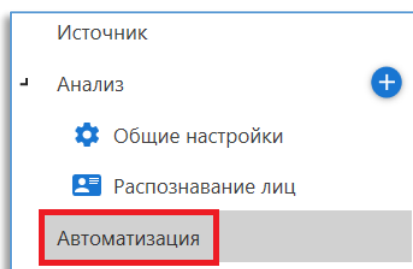 Источник
Анализ
Общие настройки
Распознавание лиц
Автоматизация